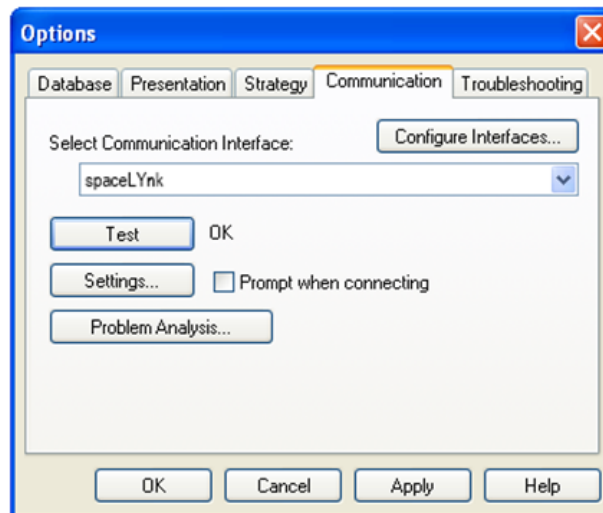 Options
Database Presentation Strategy Communication Troubleshooting
Select Communication Interface: Configure Interfaces...
spaceLYnk
Test OK
Settings... Prompt when connecting
Problem Analysis...
OK Cancel Apply Help